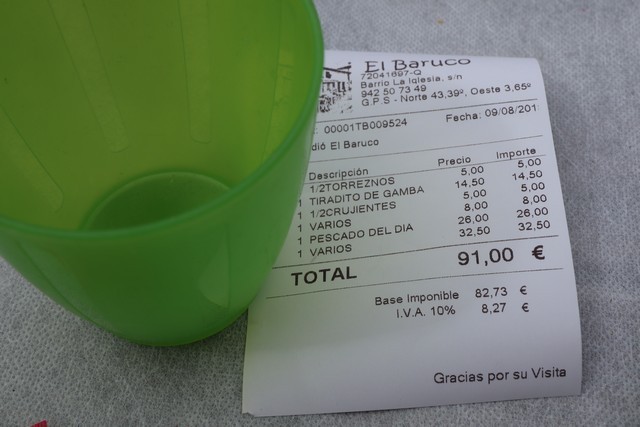 El Baruco
72041697-Q
Barrio La Iglesia, s/n
942 50 73 49
G.P.S - Norte 43,39º, Oeste 3,65º
: 00001TB009524 Fecha: 09/08/201
dió El Baruco
Descripción Precio Importe
1 1/2TORREZNOS 5,00 5,00
1 TIRADITO DE GAMBA 14,50 14,50
1 1/2CRUJIENTES 5,00 5,00
1 VARIOS 8,00 8,00
1 PESCADO DEL DIA 26,00 26,00
1 VARIOS 32,50 32,50
TOTAL 91,00 €
Base Imponible 82,73 €
I.V.A. 10% 8,27 €
Gracias por su Visita